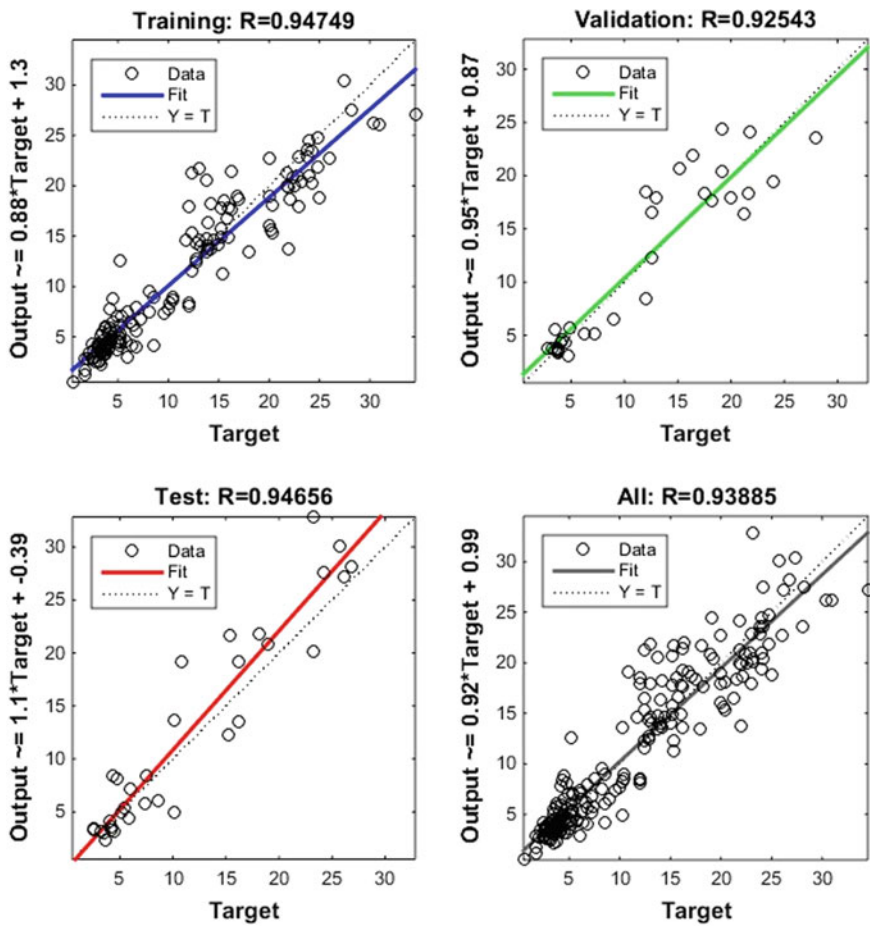 Training: R=0.94749
Output ~= 0.88*Target + 1.3
30
25
20
15
10
5
Data
Fit
Y = T
5 10 15 20 25 30
Target
Validation: R=0.92543
Output ~= 0.95*Target + 0.87
30
25
20
15
10
5
Data
Fit
Y = T
5 10 15 20 25 30
Target
Test: R=0.94656
Output ~= 1.1*Target + -0.39
30
25
20
15
10
5
Data
Fit
Y = T
5 10 15 20 25 30
Target
All: R=0.93885
Output ~= 0.92*Target + 0.99
30
25
20
15
10
5
Data
Fit
Y = T
5 10 15 20 25 30
Target